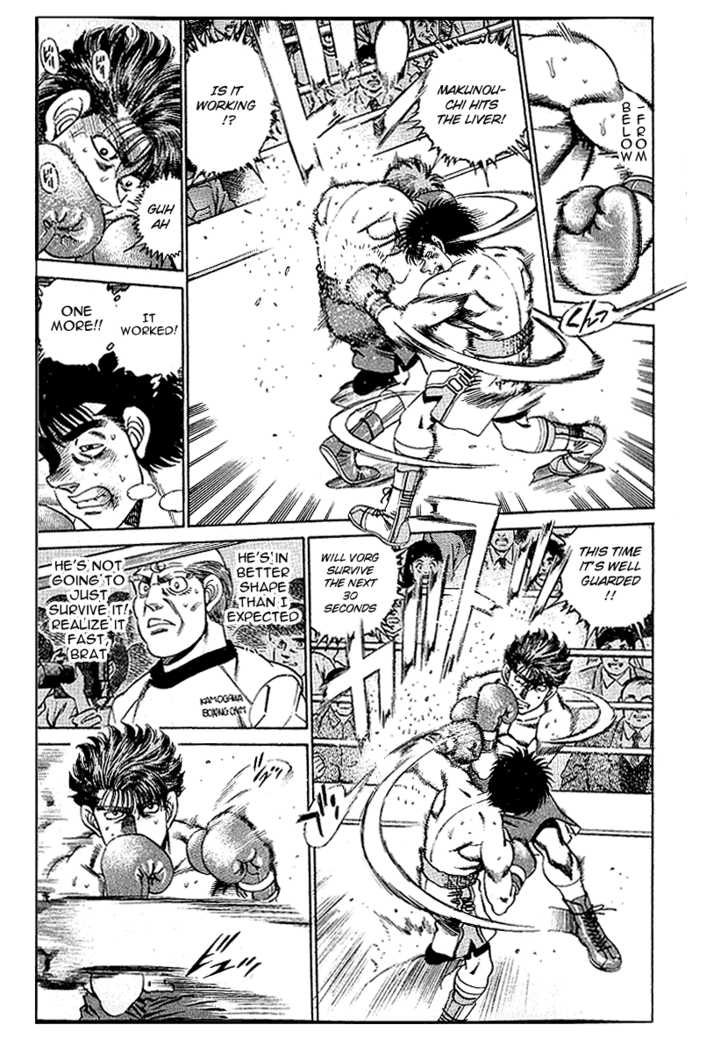 -FROM
BELOW
MAKUNOU-
CHI HITS
THE LIVER!
IS IT
WORKING
!?
GUH
AH
IT
WORKED!
ONE
MORE!!
THIS TIME
IT'S WELL
GUARDED
!!
WILL VORG
SURVIVE
THE NEXT
30
SECONDS
HE'S IN
BETTER
SHAPE
THAN I
EXPECTED
HE'S NOT
GOING TO
JUST
SURVIVE IT!
REALIZE IT
FAST,
BRAT
KAMOGAWA
BOXING GYM